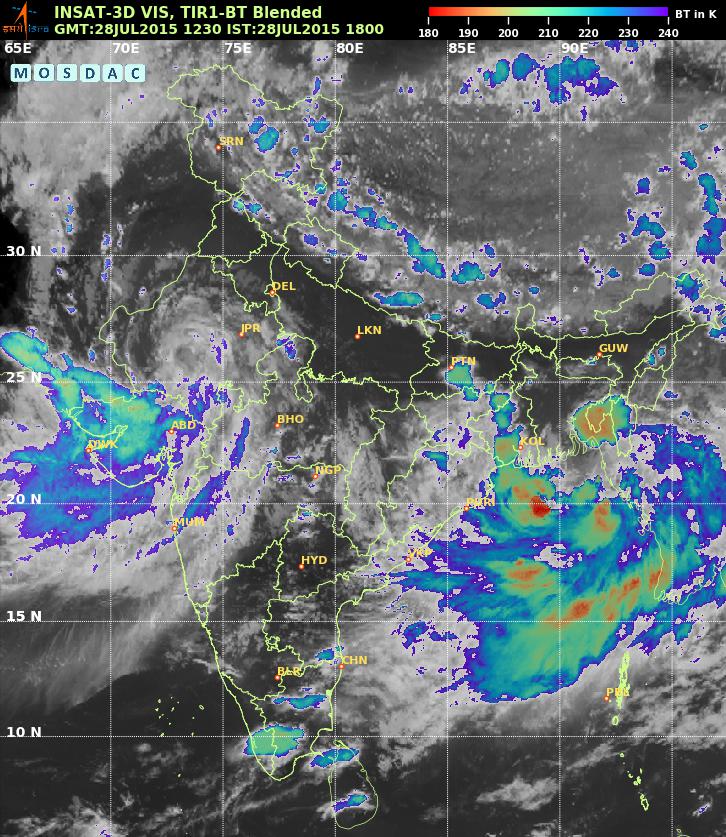 INSAT-3D VIS, TIR1-BT Blended
GMT:28JUL2015 1230 IST:28JUL2015 1800
BT in K
180 190 200 210 220 230 240
65E 70E 75E 80E 85E 90E
MOSDAC
SRN
30 N
DEL
JPR LKN
GUW
PTN
25 N
ABD BHO
DWK KOL
NGP
20 N PURI
MUM
HYD
15 N
CHN
BLR
PBL
10 N